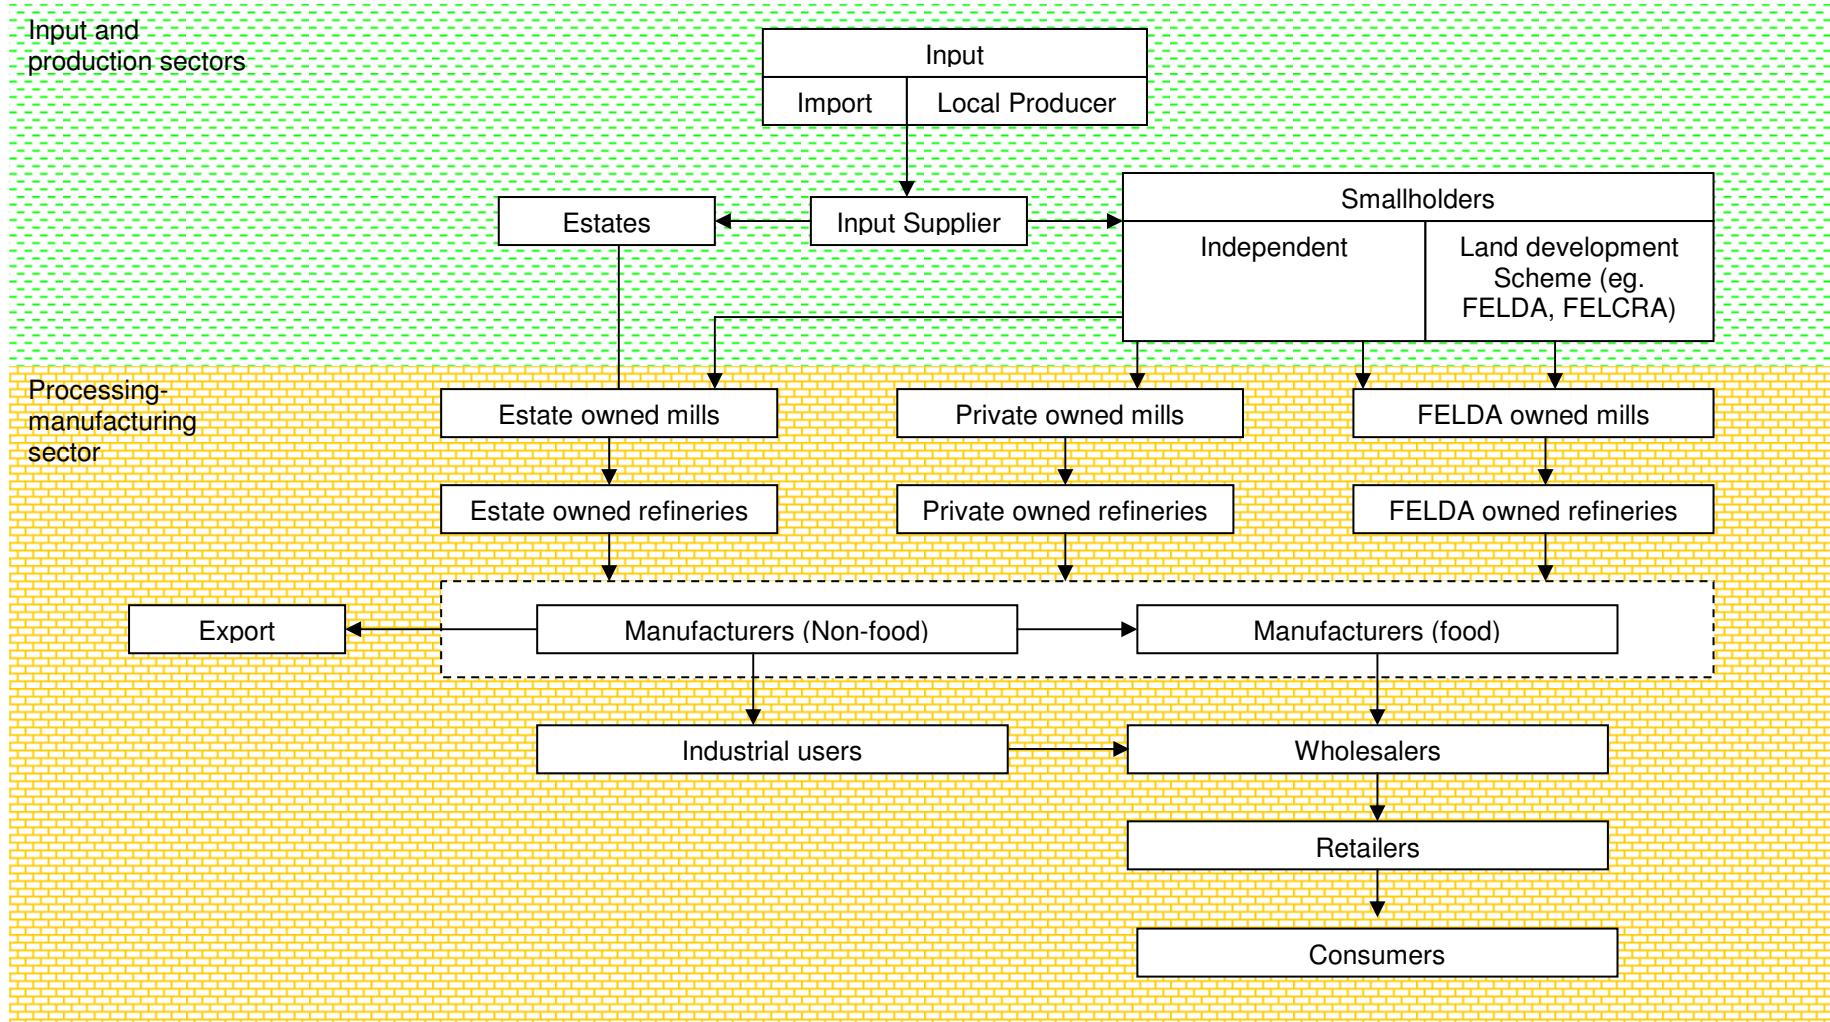 Input and
production sectors
Input
Import
Local Producer
Estates
Input Supplier
Smallholders
Independent
Land development
Scheme (eg.
FELDA, FELCRA)
Processing-
manufacturing
sector
Estate owned mills
Private owned mills
FELDA owned mills
Estate owned refineries
Private owned refineries
FELDA owned refineries
Export
Manufacturers (Non-food)
Manufacturers (food)
Industrial users
Wholesalers
Retailers
Consumers